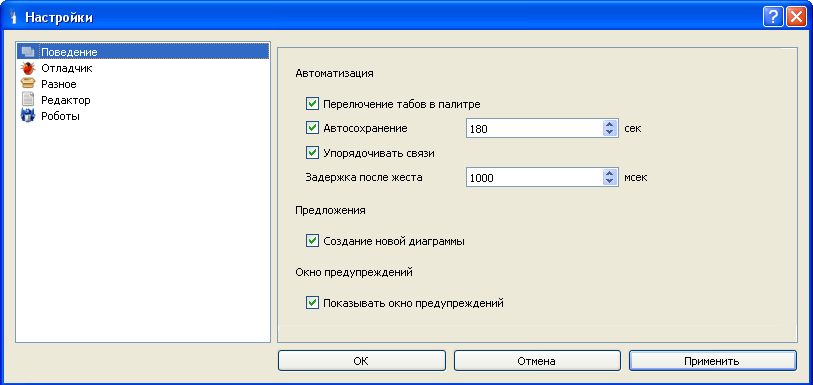 Настройки
Поведение
Отладчик
Разное
Редактор
Роботы
Автоматизация
Перелючение табов в палитре
Автосохранение 180 сек
Упорядочивать связи
Задержка после жеста 1000 мсек
Предложения
Создание новой диаграммы
Окно предупреждений
Показывать окно предупреждений
OK Отмена Применить